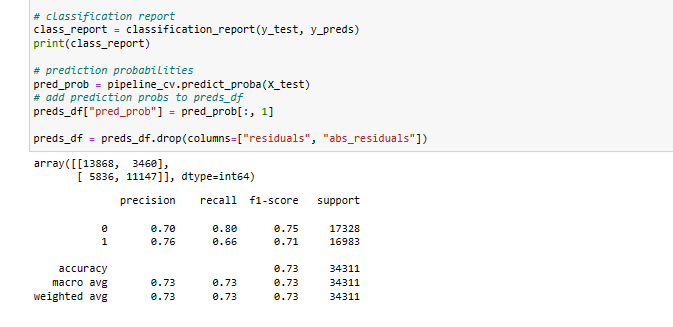 # classification report
class_report = classification_report(y_test, y_preds)
print(class_report)

# prediction probabilities
pred_prob = pipeline_cv.predict_proba(X_test)
# add prediction probs to preds_df
preds_df["pred_prob"] = pred_prob[:, 1]

preds_df = preds_df.drop(columns=["residuals", "abs_residuals"])
array([[13868,  3460],
       [ 5836, 11147]], dtype=int64)
              precision    recall  f1-score   support

           0       0.70      0.80      0.75     17328
           1       0.76      0.66      0.71     16983

    accuracy                           0.73     34311
   macro avg       0.73      0.73      0.73     34311
weighted avg       0.73      0.73      0.73     34311